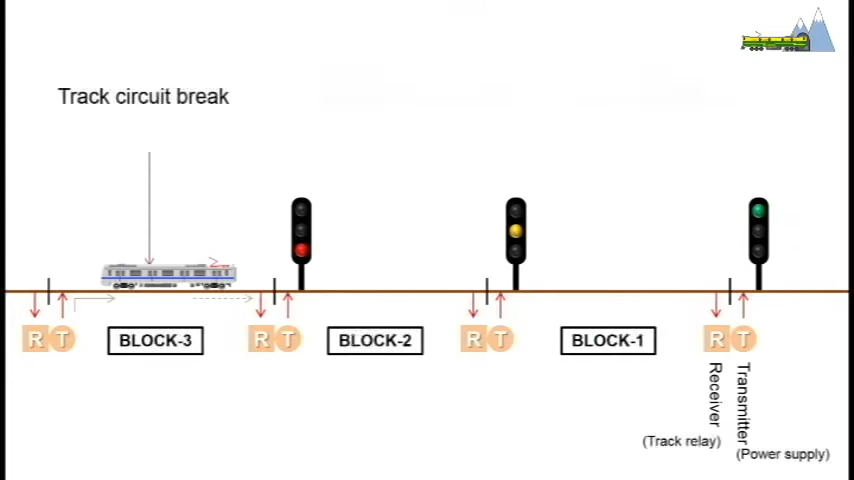 Track circuit break
R T BLOCK-3 R T BLOCK-2 R T BLOCK-1 R T
Receiver
Transmitter
(Track relay)
(Power supply)